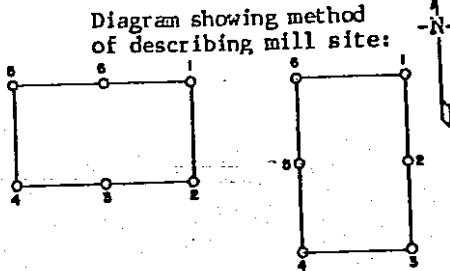 Diagram showing method
of describing mill site:
-N-
5 6 1
4 3 2
6 1
5 2
4 3